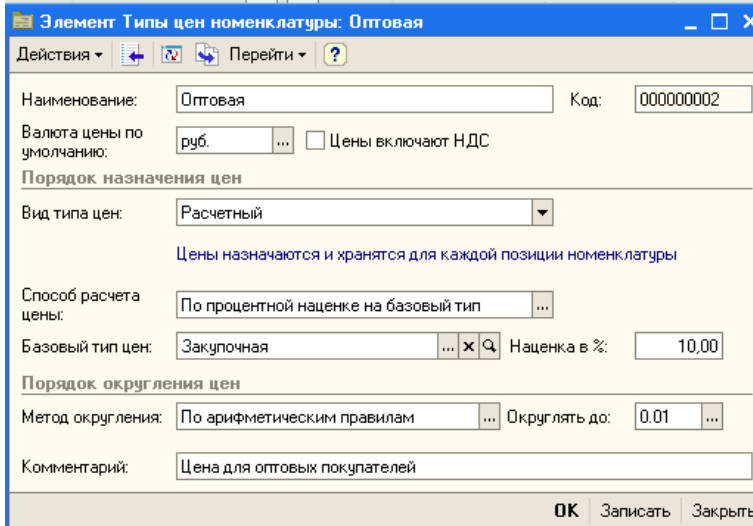 Элемент Типы цен номенклатуры: Оптовая
Действия Перейти ?
Наименование: Оптовая Код: 000000002
Валюта цены по
умолчанию: руб. ... Цены включают НДС
Порядок назначения цен
Вид типа цен: Расчетный
Цены назначаются и хранятся для каждой позиции номенклатуры
Способ расчета
цены: По процентной наценке на базовый тип ...
Базовый тип цен: Закупочная ... Наценка в %: 10,00
Порядок округления цен
Метод округления: По арифметическим правилам ... Округлять до: 0.01 ...
Комментарий: Цена для оптовых покупателей
OK Записать Закрыть